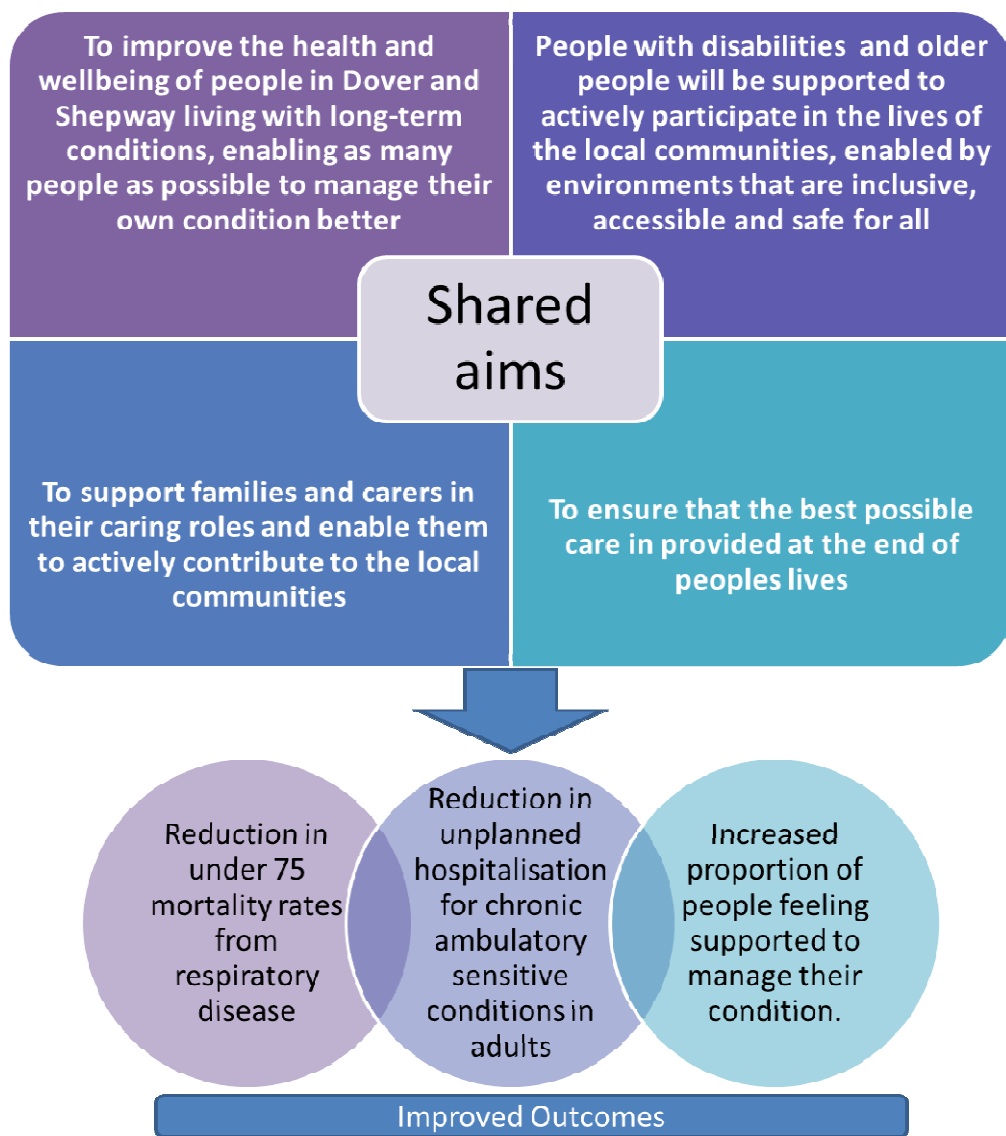 To improve the health and
wellbeing of people in Dover and
Shepway living with long-term
conditions, enabling as many
people as possible to manage their
own condition better
People with disabilities and older
people will be supported to
actively participate in the lives of
the local communities, enabled by
environments that are inclusive,
accessible and safe for all
Shared
aims
To support families and carers in
their caring roles and enable them
to actively contribute to the local
communities
To ensure that the best possible
care in provided at the end of
peoples lives
Reduction in
under 75
mortality rates
from
respiratory
disease
Reduction in
unplanned
hospitalisation
for chronic
ambulatory
sensitive
conditions in
adults
Increased
proportion of
people feeling
supported to
manage their
condition.
Improved Outcomes